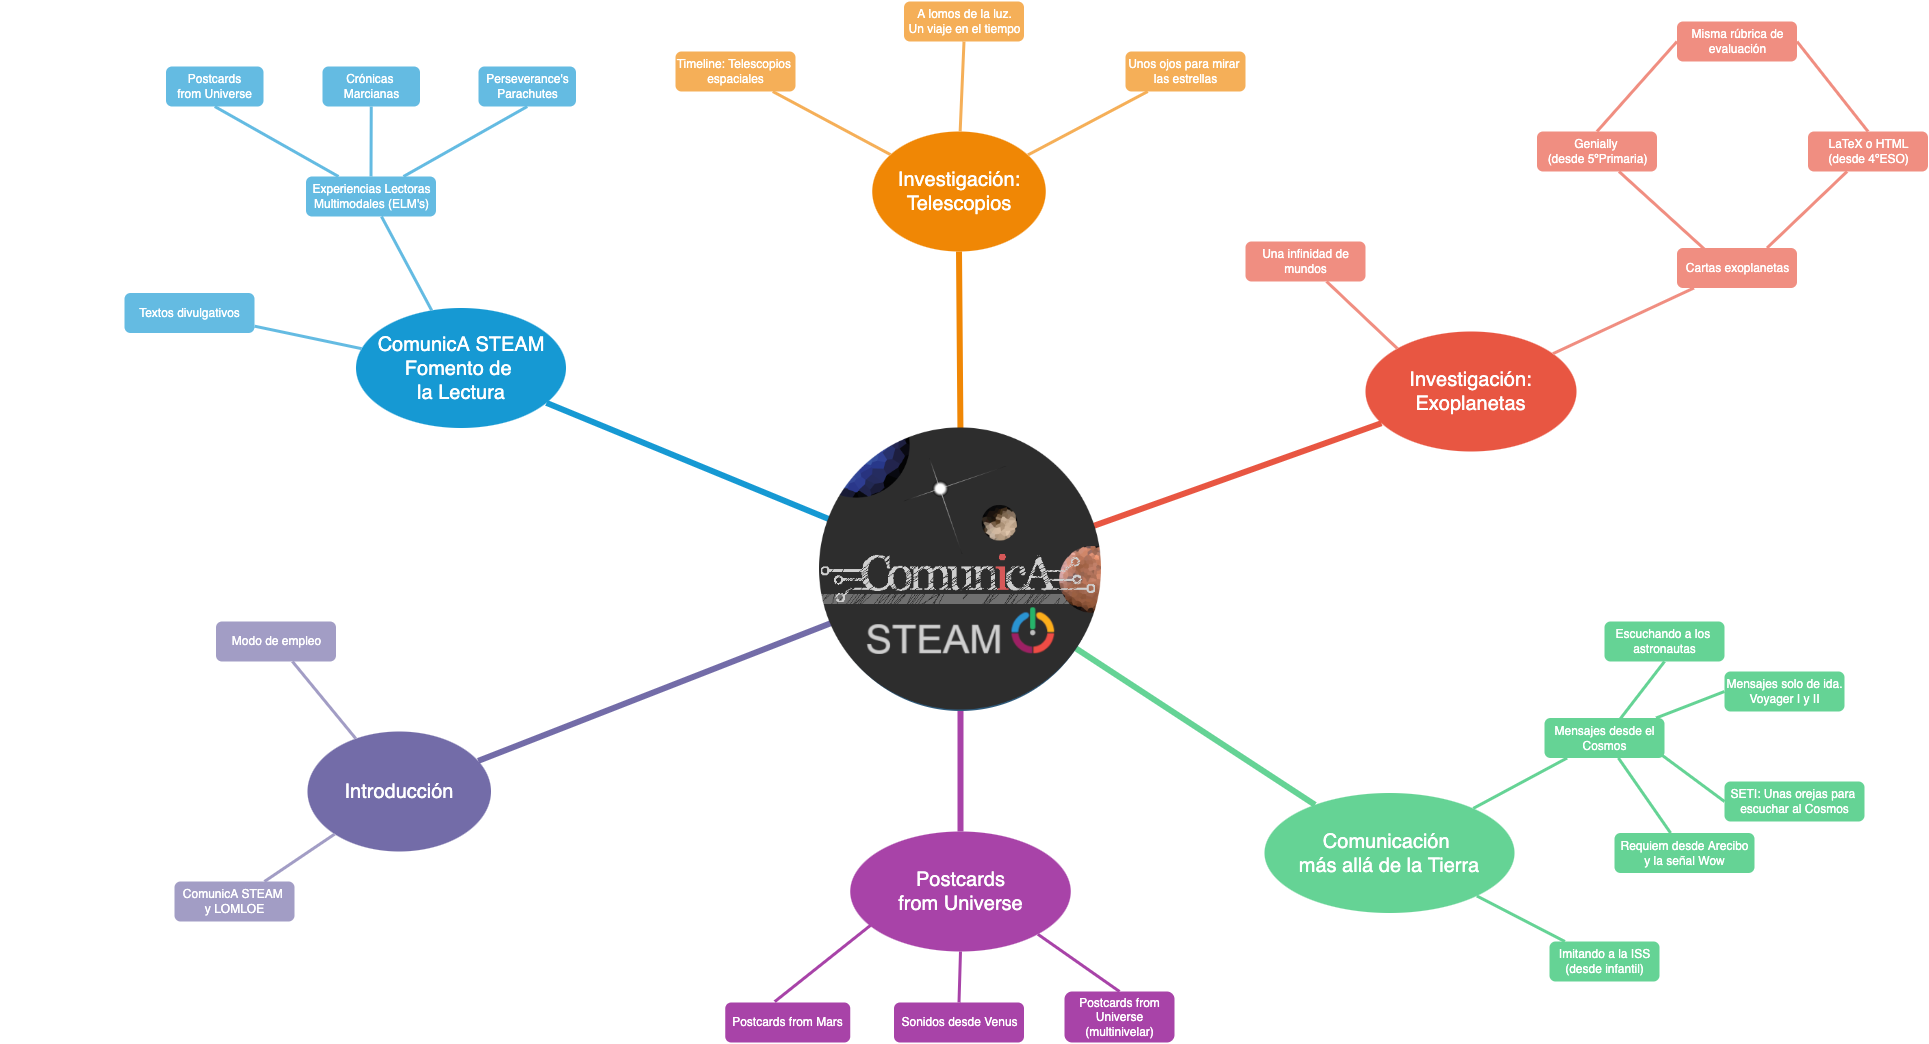 A lomos de la luz.
Un viaje en el tiempo
Timeline: Telescopios
espaciales
Unos ojos para mirar
las estrellas
Investigación:
Telescopios
Postcards
from Universe
Crónicas
Marcianas
Perseverance's
Parachutes
Experiencias Lectoras
Multimodales (ELM's)
Textos divulgativos
ComunicA STEAM
Fomento de
la Lectura
Misma rúbrica de
evaluación
Genially
(desde 5ºPrimaria)
LaTeX o HTML
(desde 4ºESO)
Una infinidad de
mundos
Cartas exoplanetas
Investigación:
Exoplanetas
ComunicA
STEAM
Modo de empleo
Introducción
ComunicA STEAM
y LOMLOE
Postcards
from Universe
Postcards from Mars
Sonidos desde Venus
Postcards from
Universe
(multinivelar)
Escuchando a los
astronautas
Mensajes solo de ida.
Voyager I y II
Mensajes desde el
Cosmos
SETI: Unas orejas para
escuchar al Cosmos
Requiem desde Arecibo
y la señal Wow
Comunicación
más allá de la Tierra
Imitando a la ISS
(desde infantil)